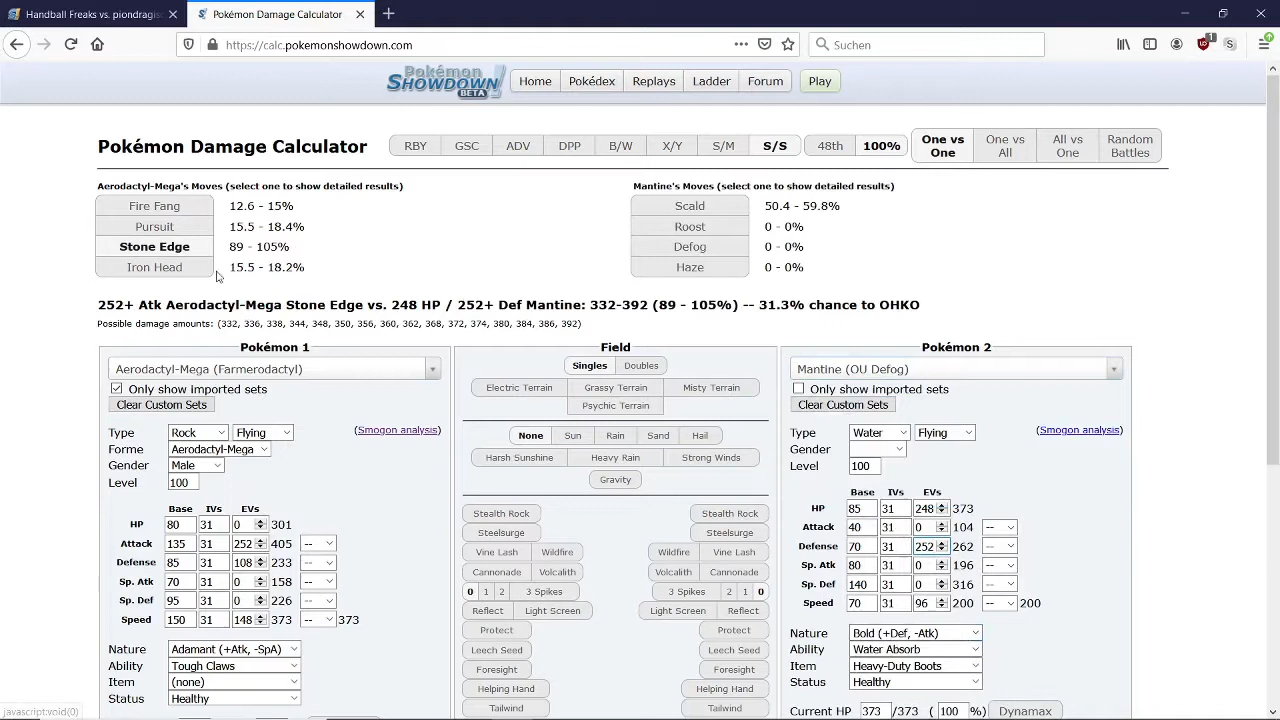 Handball Freaks vs. piondragis
Pokémon Damage Calculator
https://calc.pokemonshowdown.com
Suchen
1
S
Pokémon
SHOWDOWN
BETA
Home Pokédex Replays Ladder Forum Play
Pokémon Damage Calculator
RBY GSC ADV DPP B/W X/Y S/M S/S 48th 100%
One vs One
One vs All
All vs One
Random Battles
Aerodactyl-Mega's Moves (select one to show detailed results)
Fire Fang 12.6 - 15%
Pursuit 15.5 - 18.4%
Stone Edge 89 - 105%
Iron Head 15.5 - 18.2%
Mantine's Moves (select one to show detailed results)
Scald 50.4 - 59.8%
Roost 0 - 0%
Defog 0 - 0%
Haze 0 - 0%
252+ Atk Aerodactyl-Mega Stone Edge vs. 248 HP / 252+ Def Mantine: 332-392 (89 - 105%) -- 31.3% chance to OHKO
Possible damage amounts: (332, 336, 338, 344, 348, 350, 356, 360, 362, 368, 372, 374, 380, 384, 386, 392)
Pokémon 1
Aerodactyl-Mega (Farmerodactyl)
Only show imported sets
Clear Custom Sets
Type Rock Flying (Smogon analysis)
Forme Aerodactyl-Mega
Gender Male
Level 100
Base IVs EVs
HP 80 31 0 301
Attack 135 31 252 405 --
Defense 85 31 108 233 --
Sp. Atk 70 31 0 158 --
Sp. Def 95 31 0 226 --
Speed 150 31 148 373 -- 373
Nature Adamant (+Atk, -SpA)
Ability Tough Claws
Item (none)
Status Healthy
Field
Singles Doubles
Electric Terrain Grassy Terrain Misty Terrain
Psychic Terrain
None Sun Rain Sand Hail
Harsh Sunshine Heavy Rain Strong Winds
Gravity
Stealth Rock Stealth Rock
Steelsurge Steelsurge
Vine Lash Wildfire Wildfire Vine Lash
Cannonade Volcalith Volcalith Cannonade
0 1 2 3 Spikes 3 Spikes 2 1 0
Reflect Light Screen Light Screen Reflect
Protect Protect
Leech Seed Leech Seed
Foresight Foresight
Helping Hand Helping Hand
Tailwind Tailwind
Pokémon 2
Mantine (OU Defog)
Only show imported sets
Clear Custom Sets
Type Water Flying (Smogon analysis)
Gender
Level 100
Base IVs EVs
HP 85 31 248 373
Attack 40 31 0 104 --
Defense 70 31 252 262 --
Sp. Atk 80 31 0 196 --
Sp. Def 140 31 0 316 --
Speed 70 31 96 200 -- 200
Nature Bold (+Def, -Atk)
Ability Water Absorb
Item Heavy-Duty Boots
Status Healthy
Current HP 373 /373 ( 100 %) Dynamax
javascript:void(0)